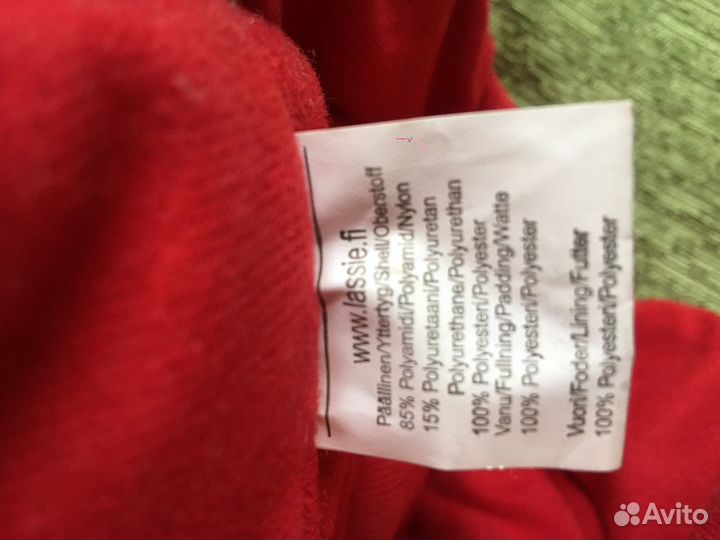 www.lassie.fi
Päällinen/Yttertyg/Shell/Oberstoff
85% Polyamidi/Polyamid/Nylon
15% Polyuretaani/Polyuretan
Polyurethane/Polyurethan
100% Polyesteri/Polyester
Vanu/Fullning/Padding/Watte
100% Polyesteri/Polyester
Vuori/Foder/Lining/Futter
100% Polyesteri/Polyester
Avito